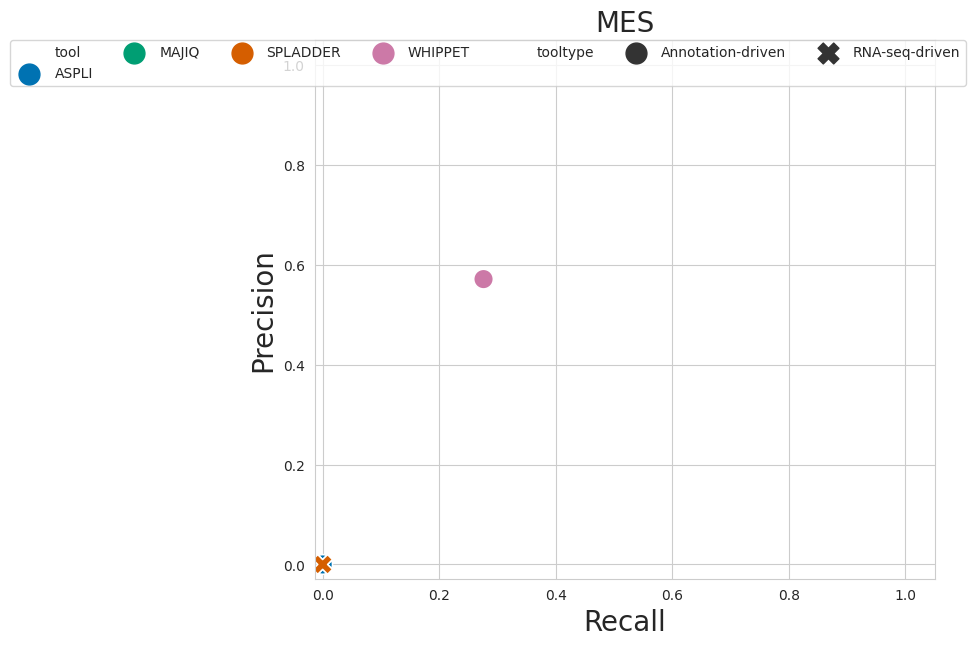 MES
tool MAJIQ SPLADDER WHIPPET tooltype Annotation-driven RNA-seq-driven
ASPLI
1.0
0.8
0.6
0.4
0.2
0.0
Precision
0.0 0.2 0.4 0.6 0.8 1.0
Recall